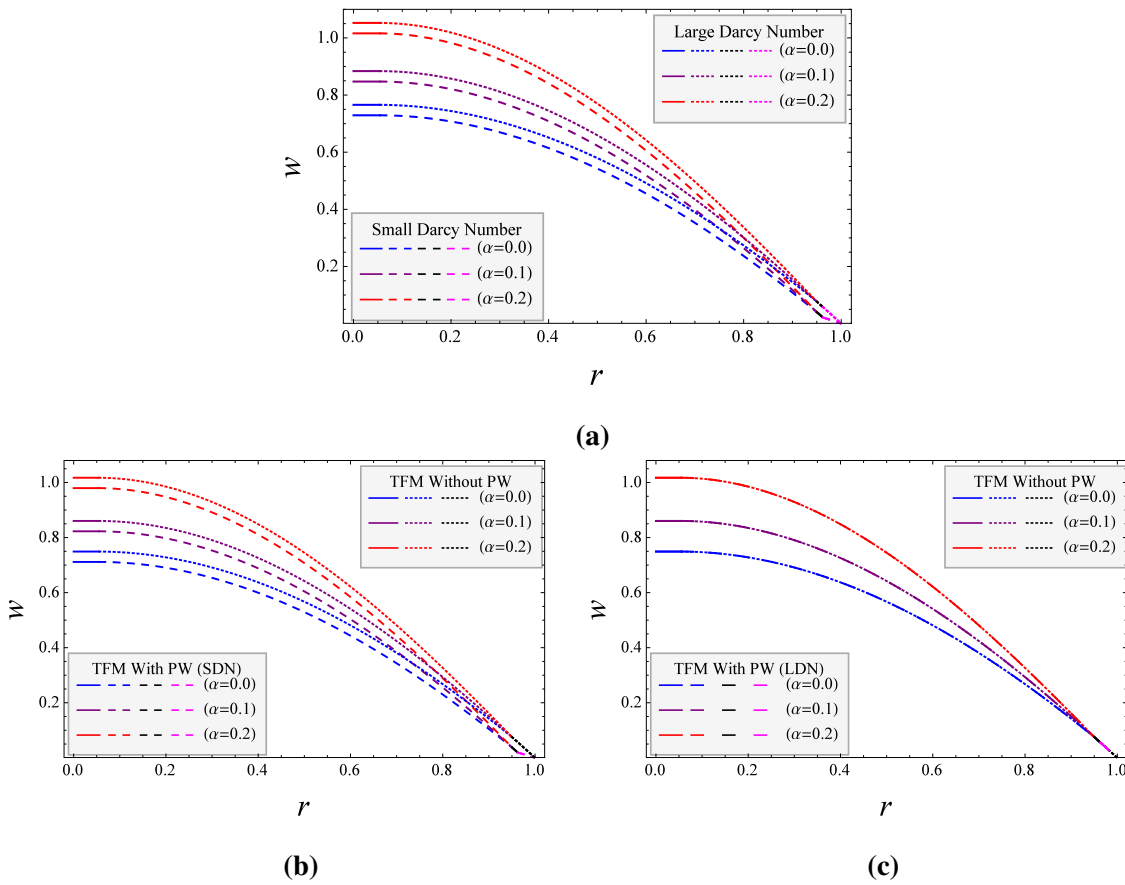 Large Darcy Number
(α=0.0)
(α=0.1)
(α=0.2)
Small Darcy Number
(α=0.0)
(α=0.1)
(α=0.2)
w
1.0
0.8
0.6
0.4
0.2
0.0 0.2 0.4 0.6 0.8 1.0
r
(a)
TFM Without PW
(α=0.0)
(α=0.1)
(α=0.2)
TFM With PW (SDN)
(α=0.0)
(α=0.1)
(α=0.2)
w
1.0
0.8
0.6
0.4
0.2
0.0 0.2 0.4 0.6 0.8 1.0
r
(b)
TFM Without PW
(α=0.0)
(α=0.1)
(α=0.2)
TFM With PW (LDN)
(α=0.0)
(α=0.1)
(α=0.2)
w
1.0
0.8
0.6
0.4
0.2
0.0 0.2 0.4 0.6 0.8 1.0
r
(c)